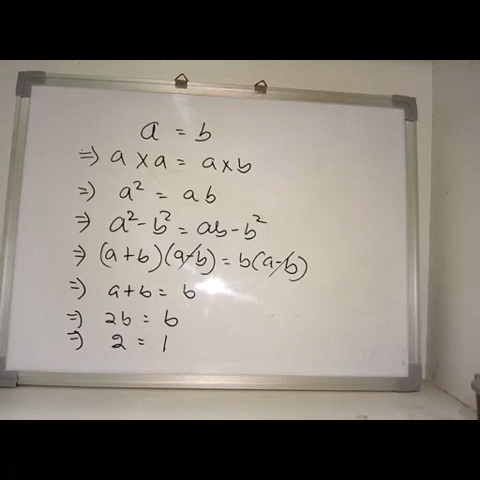 a = b
⇒ a × a = a × b
⇒ a² = ab
⇒ a² - b² = ab - b²
⇒ (a + b)(a - b) = b(a - b)
⇒ a + b = b
⇒ 2b = b
⇒ 2 = 1